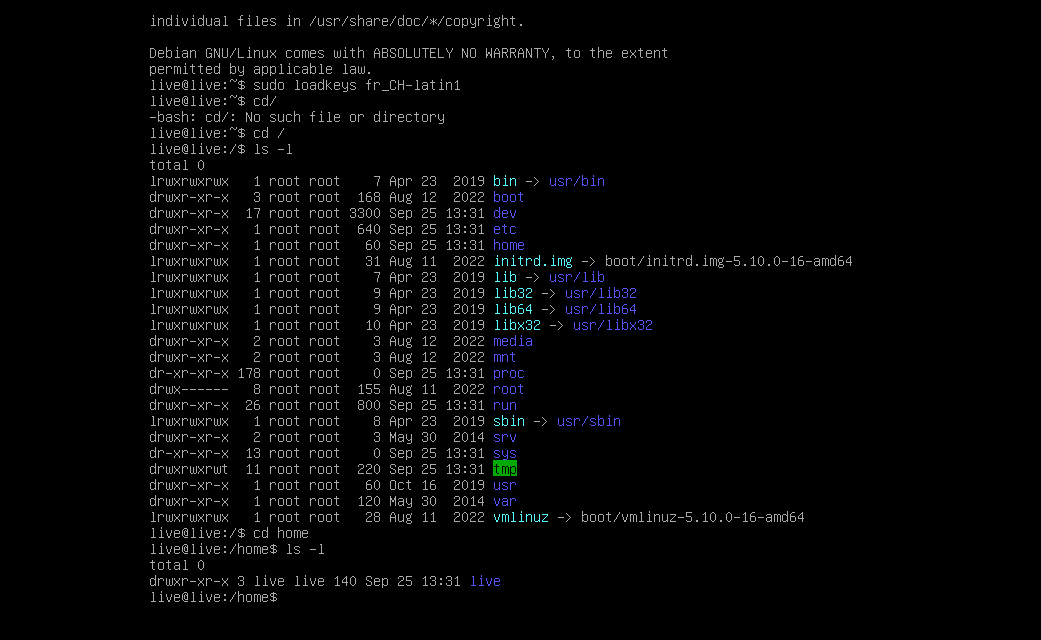 individual files in /usr/share/doc/*/copyright.
Debian GNU/Linux comes with ABSOLUTELY NO WARRANTY, to the extent
permitted by applicable law.
live@live:~$ sudo loadkeys fr_CH-latin1
live@live:~$ cd/
-bash: cd/: No such file or directory
live@live:~$ cd /
live@live:/$ ls -l
total 0
lrwxrwxrwx   1 root root    7 Apr 23  2019 bin -> usr/bin
drwxr-xr-x   3 root root  168 Aug 12  2022 boot
drwxr-xr-x  17 root root 3300 Sep 25 13:31 dev
drwxr-xr-x   1 root root  640 Sep 25 13:31 etc
drwxr-xr-x   1 root root   60 Sep 25 13:31 home
lrwxrwxrwx   1 root root   31 Aug 11  2022 initrd.img -> boot/initrd.img-5.10.0-16-amd64
lrwxrwxrwx   1 root root    7 Apr 23  2019 lib -> usr/lib
lrwxrwxrwx   1 root root    9 Apr 23  2019 lib32 -> usr/lib32
lrwxrwxrwx   1 root root    9 Apr 23  2019 lib64 -> usr/lib64
lrwxrwxrwx   1 root root   10 Apr 23  2019 libx32 -> usr/libx32
drwxr-xr-x   2 root root    3 Aug 12  2022 media
drwxr-xr-x   2 root root    3 Aug 12  2022 mnt
dr-xr-xr-x 178 root root    0 Sep 25 13:31 proc
drwx------   8 root root  155 Aug 11  2022 root
drwxr-xr-x  26 root root  800 Sep 25 13:31 run
lrwxrwxrwx   1 root root    8 Apr 23  2019 sbin -> usr/sbin
drwxr-xr-x   2 root root    3 May 30  2014 srv
dr-xr-xr-x  13 root root    0 Sep 25 13:31 sys
drwxrwxrwt  11 root root  220 Sep 25 13:31 tmp
drwxr-xr-x   1 root root   60 Oct 16  2019 usr
drwxr-xr-x   1 root root  120 May 30  2014 var
lrwxrwxrwx   1 root root   28 Aug 11  2022 vmlinuz -> boot/vmlinuz-5.10.0-16-amd64
live@live:/$ cd home
live@live:/home$ ls -l
total 0
drwxr-xr-x 3 live live 140 Sep 25 13:31 live
live@live:/home$